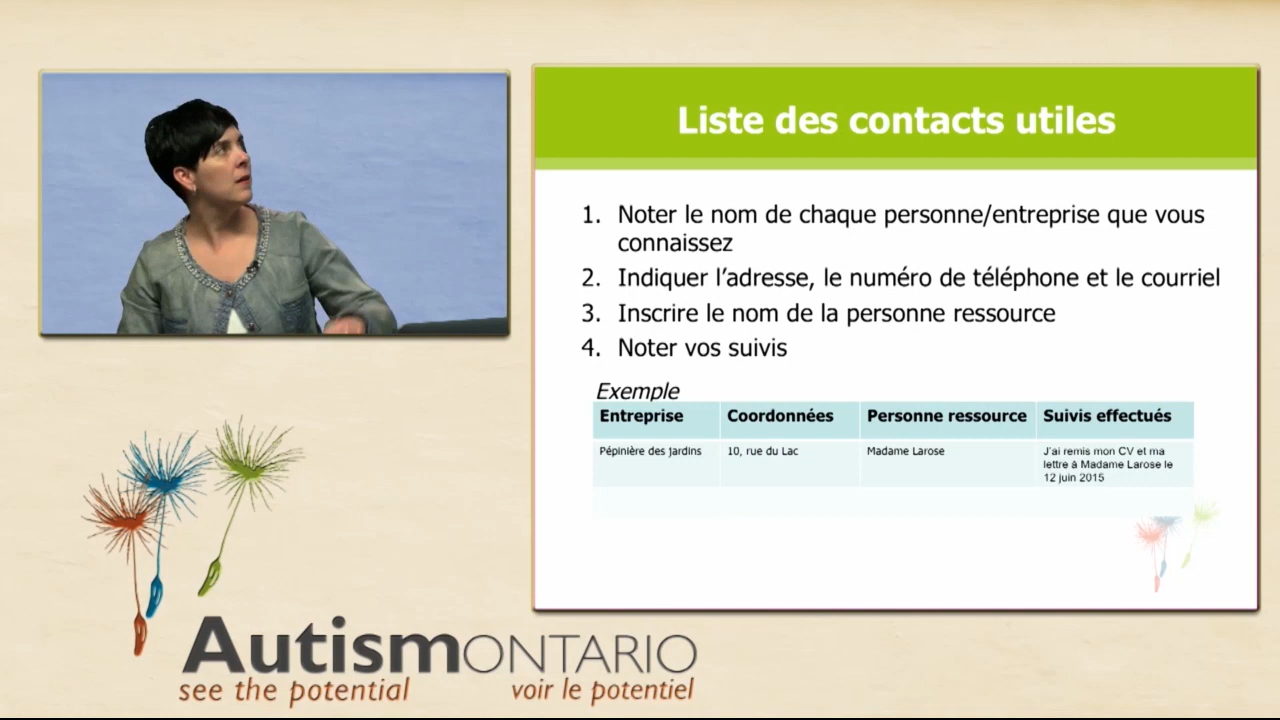 Liste des contacts utiles
1. Noter le nom de chaque personne/entreprise que vous
connaissez
2. Indiquer l'adresse, le numéro de téléphone et le courriel
3. Inscrire le nom de la personne ressource
4. Noter vos suivis
Exemple
Entreprise Coordonnées Personne ressource Suivis effectués
Pépinière des jardins 10, rue du Lac Madame Larose J'ai remis mon CV et ma
lettre à Madame Larose le
12 juin 2015
AutismONTARIO
see the potential voir le potentiel